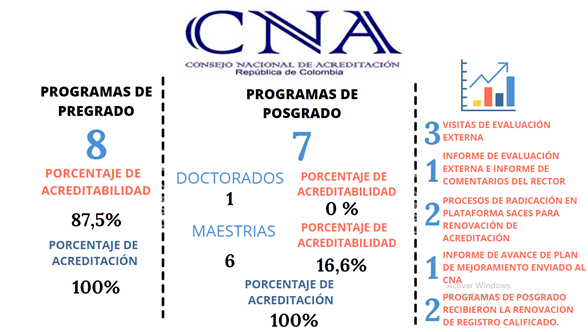 CNA
CONSEJO NACIONAL DE ACREDITACIÓN
República de Colombia
PROGRAMAS DE
PREGRADO
8
PORCENTAJE DE
ACREDITABILIDAD
87,5%
PORCENTAJE DE
ACREDITACIÓN
100%
PROGRAMAS DE
POSGRADO
7
DOCTORADOS
1
PORCENTAJE DE
ACREDITABILIDAD
0 %
MAESTRIAS
6
PORCENTAJE DE
ACREDITABILIDAD
16,6%
PORCENTAJE DE
ACREDITACIÓN
100%
3 VISITAS DE EVALUACIÓN
EXTERNA
1 INFORME DE EVALUACIÓN
EXTERNA E INFORME DE
COMENTARIOS DEL RECTOR
2 PROCESOS DE RADICACIÓN EN
PLATAFORMA SACES PARA
RENOVACIÓN DE
ACREDITACIÓN
1 INFORME DE AVANCE DE PLAN
DE MEJORAMIENTO ENVIADO AL
CNA
Activar Windows
2 PROGRAMAS DE POSGRADO
RECIBIERON LA RENOVACION
DE REGISTRO CALIFICADO.